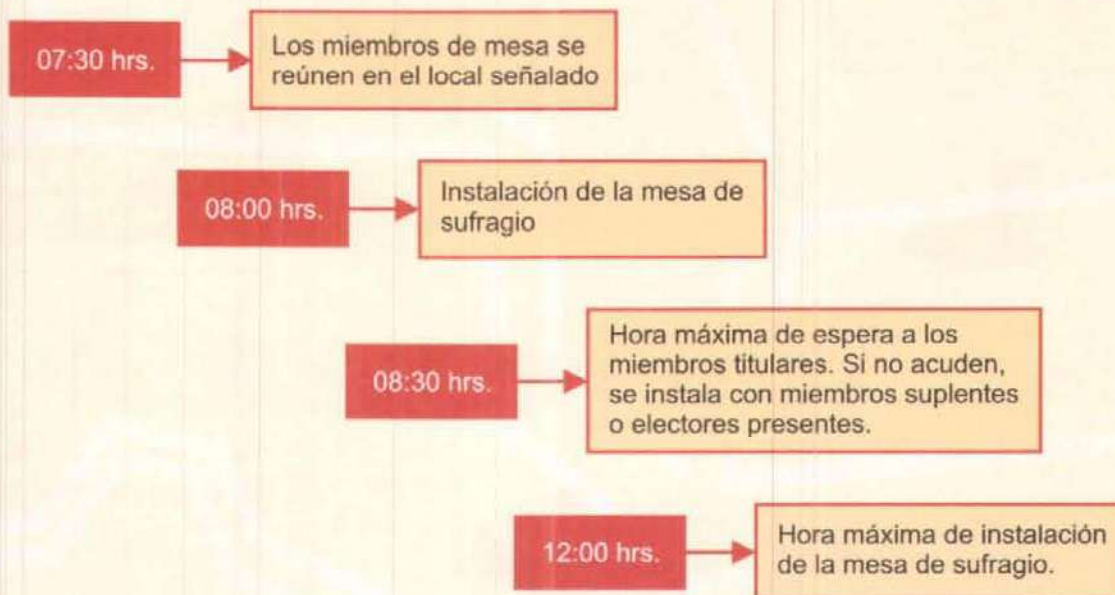 07:30 hrs.
Los miembros de mesa se
reúnen en el local señalado
08:00 hrs.
Instalación de la mesa de
sufragio
08:30 hrs.
Hora máxima de espera a los
miembros titulares. Si no acuden,
se instala con miembros suplentes
o electores presentes.
12:00 hrs.
Hora máxima de instalación
de la mesa de sufragio.